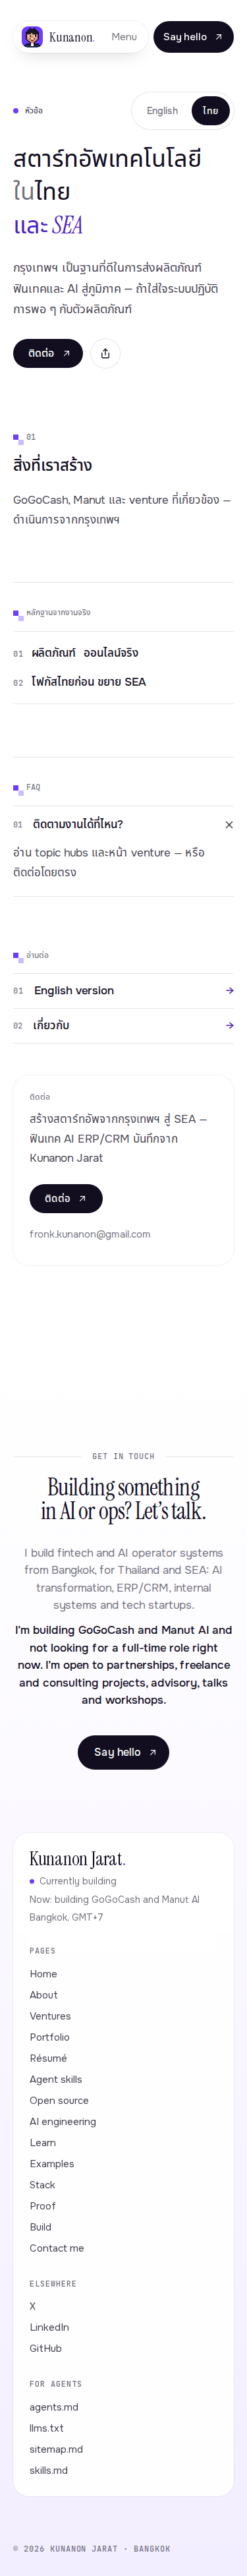 Kunanon.
Menu
Say hello
หัวข้อ
English
ไทย
สตาร์ทอัพเทคโนโลยี
ในไทย
และ SEA
กรุงเทพฯ เป็นฐานที่ดีในการส่งผลิตภัณฑ์
ฟินเทคและ AI สู่ภูมิภาค — ถ้าใส่ใจระบบปฏิบัติ
การพอ ๆ กับตัวผลิตภัณฑ์
ติดต่อ
01
สิ่งที่เราสร้าง
GoGoCash, Manut และ venture ที่เกี่ยวข้อง —
ดำเนินการจากกรุงเทพฯ
หลักฐานจากงานจริง
01 ผลิตภัณฑ์ ออนไลน์จริง
02 โฟกัสไทยก่อน ขยาย SEA
FAQ
01 ติดตามงานได้ที่ไหน?
อ่าน topic hubs และหน้า venture — หรือ
ติดต่อโดยตรง
อ่านต่อ
01 English version
02 เกี่ยวกับ
ติดต่อ
สร้างสตาร์ทอัพจากกรุงเทพฯ สู่ SEA —
ฟินเทค AI ERP/CRM บันทึกจาก
Kunanon Jarat
ติดต่อ
fronk.kunanon@gmail.com
GET IN TOUCH
Building something
in AI or ops? Let's talk.
I build fintech and AI operator systems
from Bangkok, for Thailand and SEA: AI
transformation, ERP/CRM, internal
systems and tech startups.
I'm building GoGoCash and Manut AI and
not looking for a full-time role right
now. I'm open to partnerships, freelance
and consulting projects, advisory, talks
and workshops.
Say hello
Kunanon Jarat.
Currently building
Now: building GoGoCash and Manut AI
Bangkok, GMT+7
PAGES
Home
About
Ventures
Portfolio
Résumé
Agent skills
Open source
AI engineering
Learn
Examples
Stack
Proof
Build
Contact me
ELSEWHERE
X
LinkedIn
GitHub
FOR AGENTS
agents.md
llms.txt
sitemap.md
skills.md
© 2026 KUNANON JARAT · BANGKOK